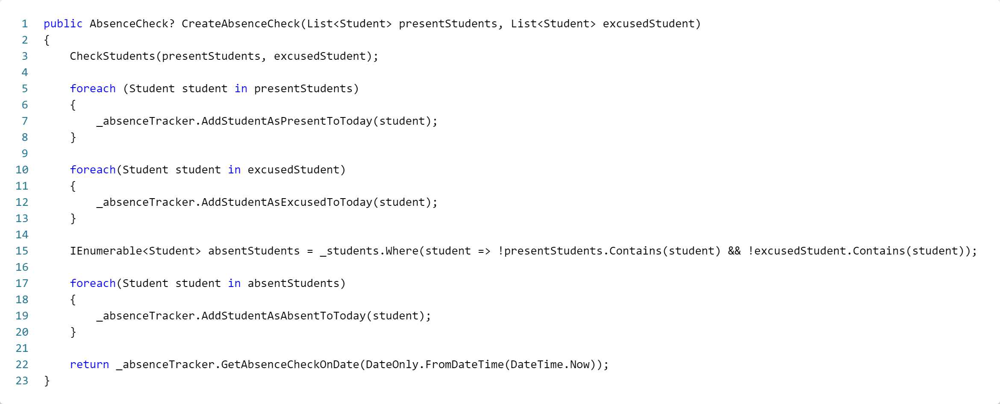 1 public AbsenceCheck? CreateAbsenceCheck(List<Student> presentStudents, List<Student> excusedStudent)
2 {
3     CheckStudents(presentStudents, excusedStudent);
4
5     foreach (Student student in presentStudents)
6     {
7         _absenceTracker.AddStudentAsPresentToToday(student);
8     }
9
10     foreach(Student student in excusedStudent)
11     {
12         _absenceTracker.AddStudentAsExcusedToToday(student);
13     }
14
15     IEnumerable<Student> absentStudents = _students.Where(student => !presentStudents.Contains(student) && !excusedStudent.Contains(student));
16
17     foreach(Student student in absentStudents)
18     {
19         _absenceTracker.AddStudentAsAbsentToToday(student);
20     }
21
22     return _absenceTracker.GetAbsenceCheckOnDate(DateOnly.FromDateTime(DateTime.Now));
23 }